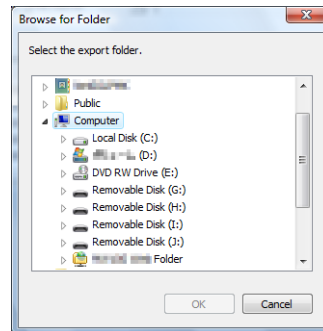 Browse for Folder
Select the export folder.
Public
Computer
Local Disk (C:)
(D:)
DVD RW Drive (E:)
Removable Disk (G:)
Removable Disk (H:)
Removable Disk (I:)
Removable Disk (J:)
Folder
OK
Cancel